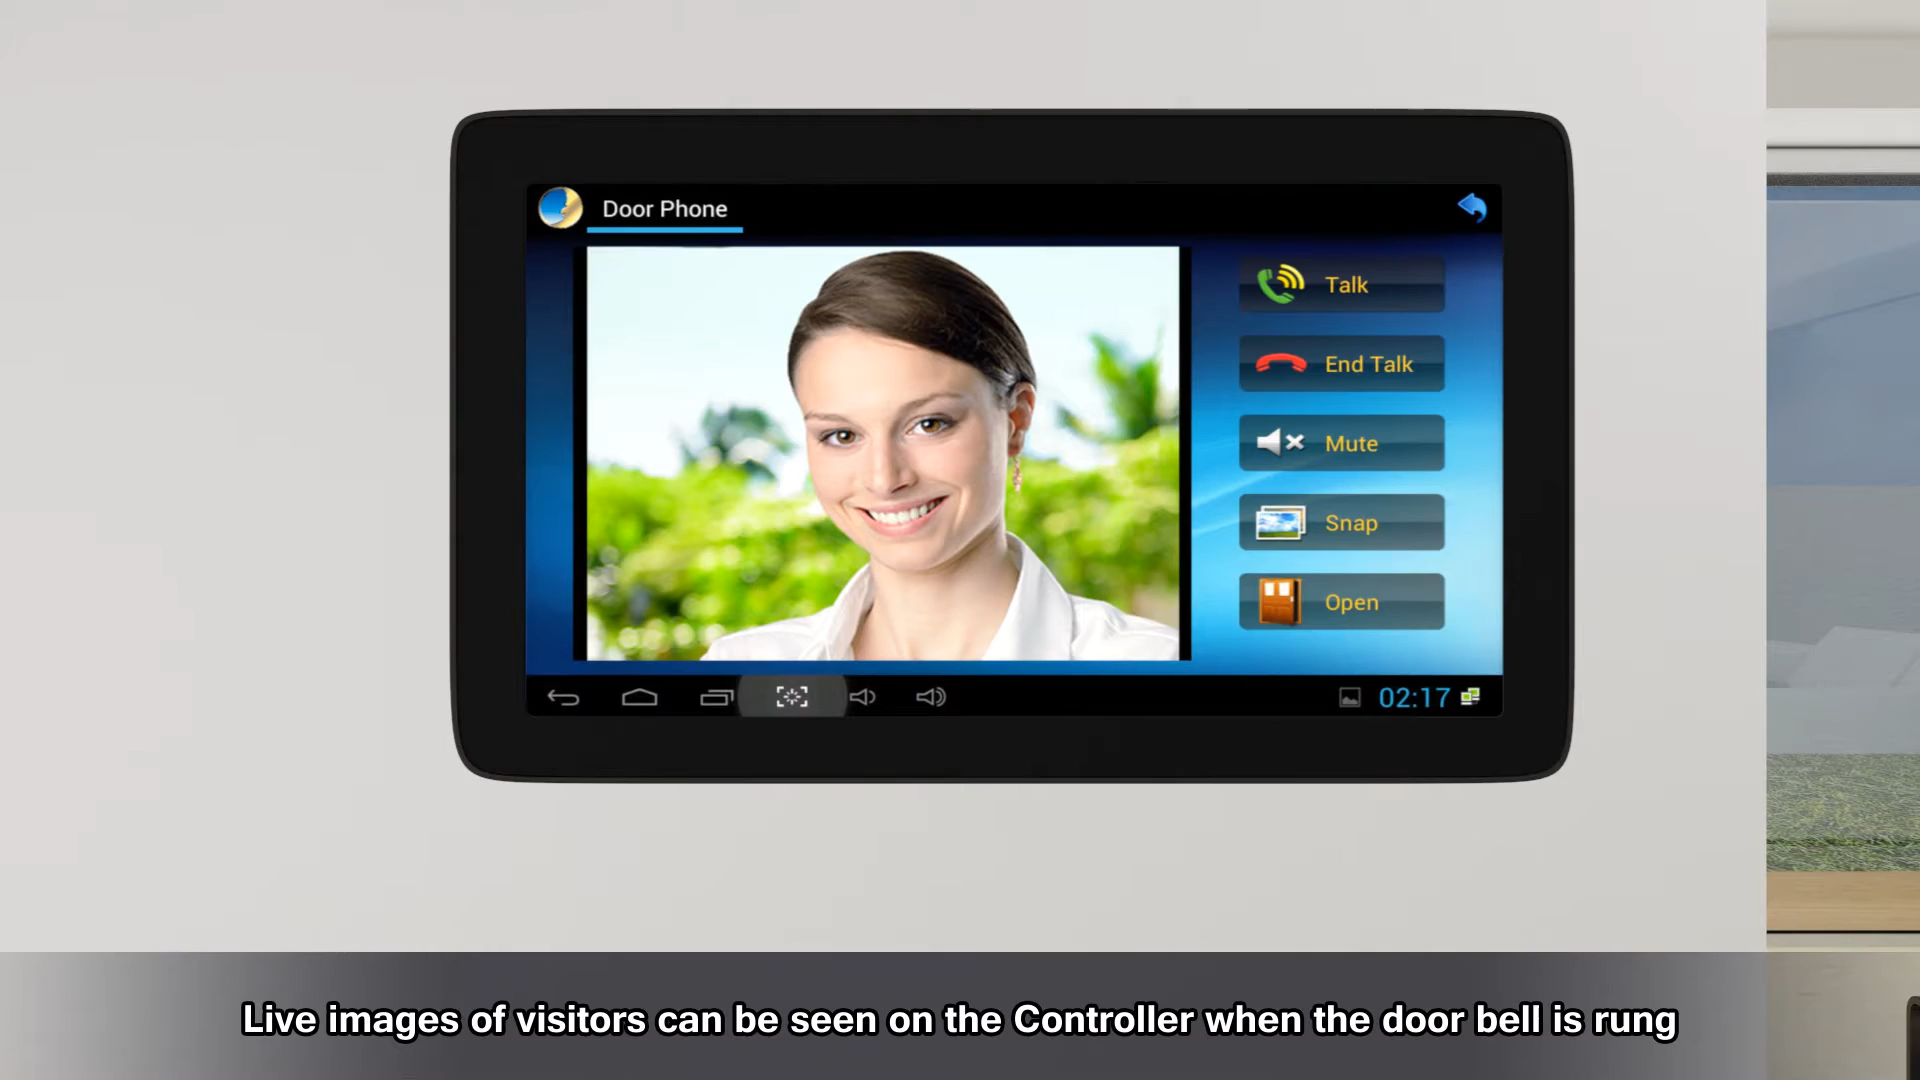 Door Phone
Talk
End Talk
Mute
Snap
Open
02:17
Live images of visitors can be seen on the Controller when the door bell is rung